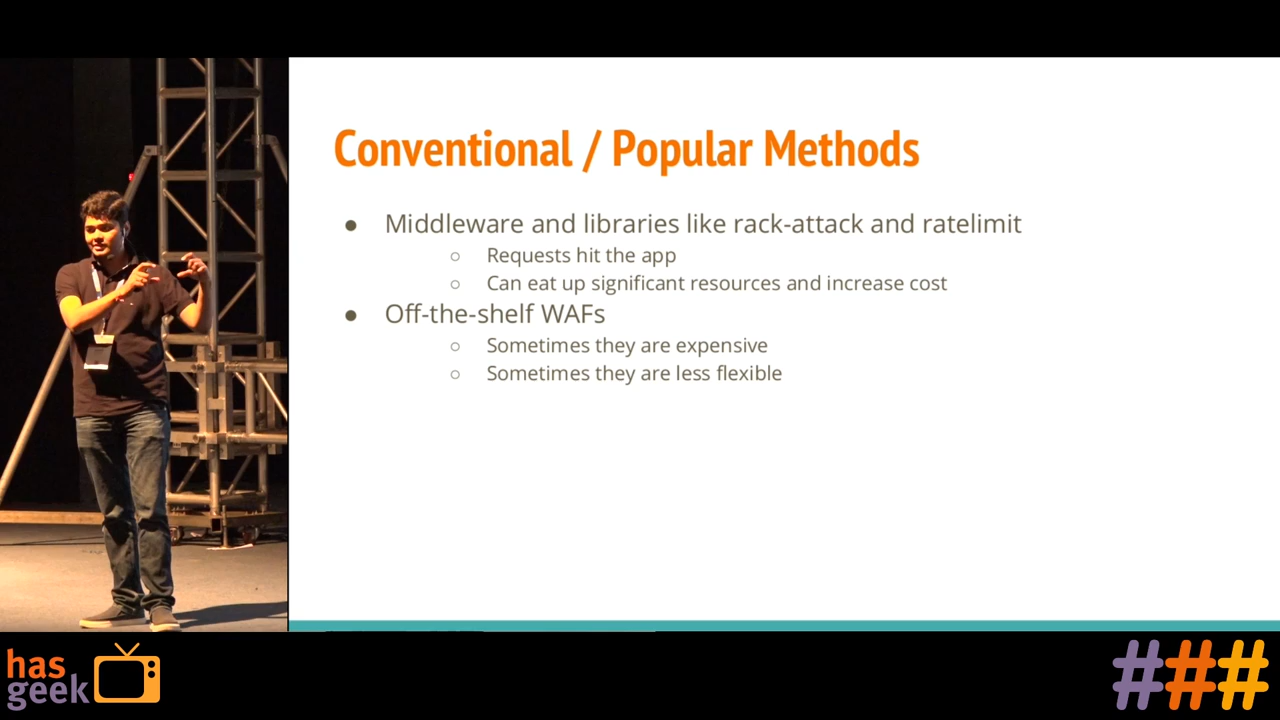 Conventional / Popular Methods
● Middleware and libraries like rack-attack and ratelimit
○ Requests hit the app
○ Can eat up significant resources and increase cost
● Off-the-shelf WAFs
○ Sometimes they are expensive
○ Sometimes they are less flexible
has
geek
###